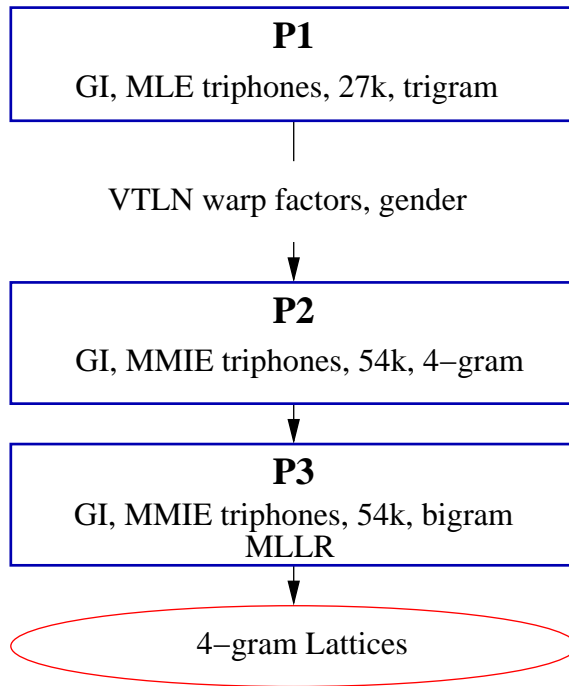 P1
GI, MLE triphones, 27k, trigram
VTLN warp factors, gender
P2
GI, MMIE triphones, 54k, 4−gram
P3
GI, MMIE triphones, 54k, bigram
MLLR
4−gram Lattices